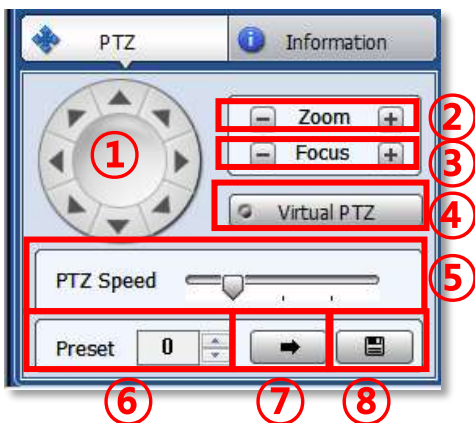 PTZ Information
① Zoom ②
Focus ③
Virtual PTZ ④
PTZ Speed ⑤
Preset 0
⑥ ⑦ ⑧